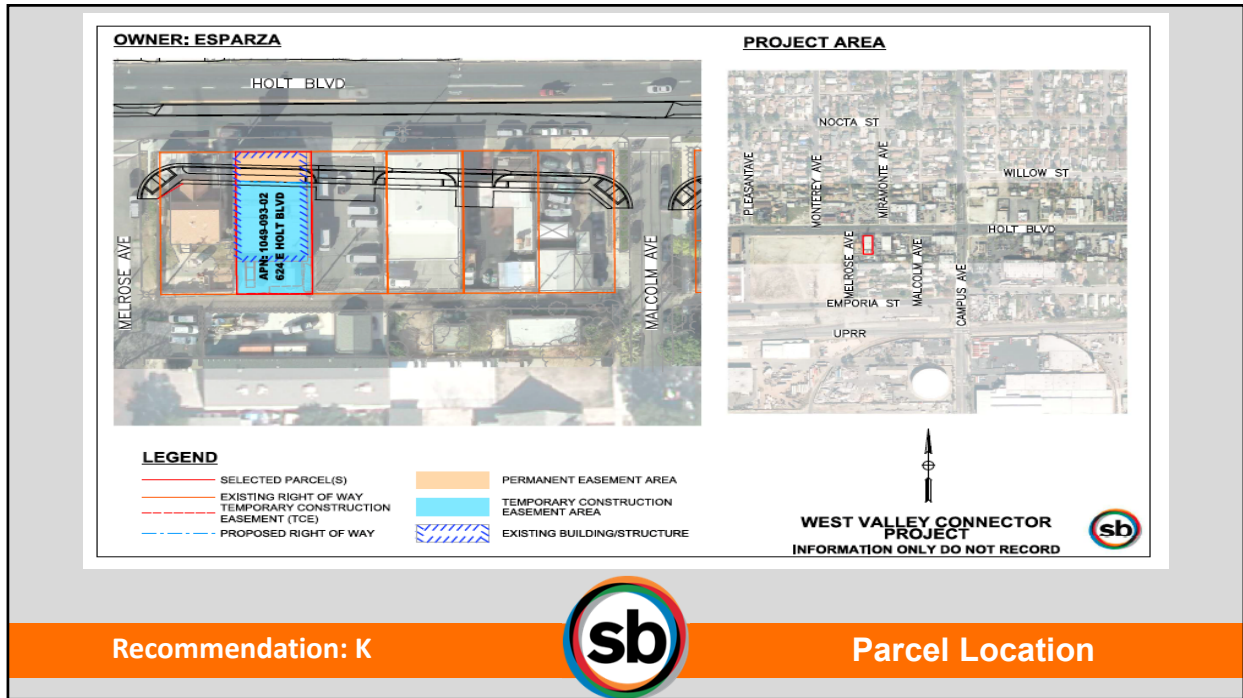 OWNER: ESPARZA
HOLT BLVD
MELROSE AVE
APN: 1049-093-02
624 E HOLT BLVD
MALCOLM AVE
PROJECT AREA
NOCTA ST
PLEASANTAVE
MONTEREY AVE
MIRAMONTE AVE
WILLOW ST
HOLT BLVD
MELROSE AVE
MALCOLM AVE
CAMPUS AVE
EMPORIA ST
UPRR
LEGEND
SELECTED PARCEL(S)
EXISTING RIGHT OF WAY
TEMPORARY CONSTRUCTION
EASEMENT (TCE)
PROPOSED RIGHT OF WAY
PERMANENT EASEMENT AREA
TEMPORARY CONSTRUCTION
EASEMENT AREA
EXISTING BUILDING/STRUCTURE
WEST VALLEY CONNECTOR
PROJECT
INFORMATION ONLY DO NOT RECORD
sb
Recommendation: K
sb
Parcel Location